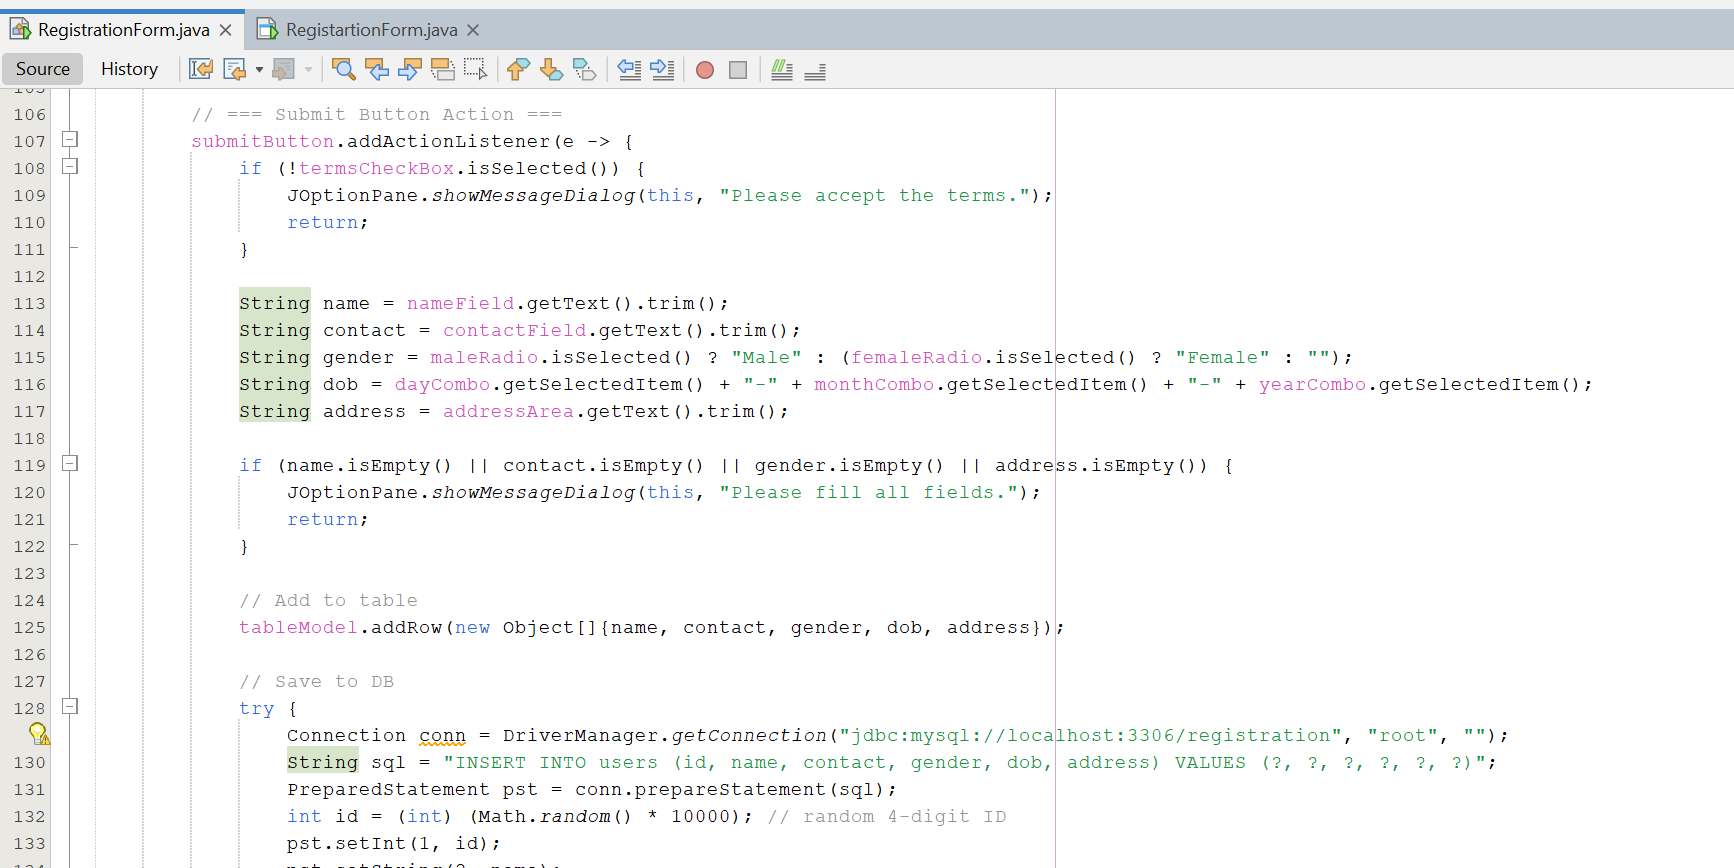 RegistrationForm.java RegistartionForm.java
Source History
105
106 // === Submit Button Action ===
107 submitButton.addActionListener(e -> {
108 if (!termsCheckBox.isSelected()) {
109 JOptionPane.showMessageDialog(this, "Please accept the terms.");
110 return;
111 }
112
113 String name = nameField.getText().trim();
114 String contact = contactField.getText().trim();
115 String gender = maleRadio.isSelected() ? "Male" : (femaleRadio.isSelected() ? "Female" : "");
116 String dob = dayCombo.getSelectedItem() + "-" + monthCombo.getSelectedItem() + "-" + yearCombo.getSelectedItem();
117 String address = addressArea.getText().trim();
118
119 if (name.isEmpty() || contact.isEmpty() || gender.isEmpty() || address.isEmpty()) {
120 JOptionPane.showMessageDialog(this, "Please fill all fields.");
121 return;
122 }
123
124 // Add to table
125 tableModel.addRow(new Object[]{name, contact, gender, dob, address});
126
127 // Save to DB
128 try {
Connection conn = DriverManager.getConnection("jdbc:mysql://localhost:3306/registration", "root", "");
130 String sql = "INSERT INTO users (id, name, contact, gender, dob, address) VALUES (?, ?, ?, ?, ?, ?)";
131 PreparedStatement pst = conn.prepareStatement(sql);
132 int id = (int) (Math.random() * 10000); // random 4-digit ID
133 pst.setInt(1, id);